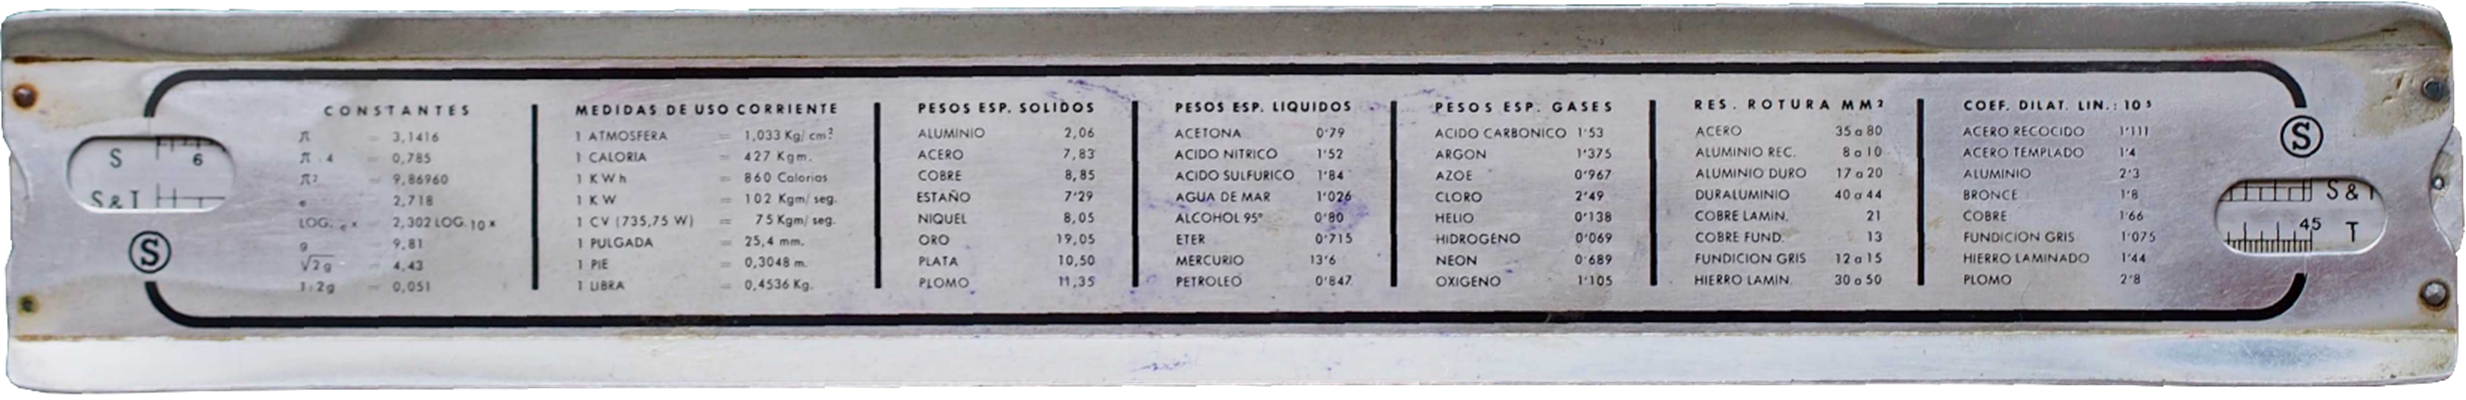 CONSTANTES
π = 3,1416
π : 4 = 0,785
π² = 9,86960
e = 2,718
LOG. e x = 2,302 LOG. 10 x
g = 9,81
√2g = 4,43
1:2g = 0,051
MEDIDAS DE USO CORRIENTE
1 ATMOSFERA = 1,033 Kg/cm²
1 CALORIA = 427 Kgm.
1 KWh = 860 Calorias
1 KW = 102 Kgm/seg.
1 CV (735,75 W) = 75 Kgm/seg.
1 PULGADA = 25,4 mm.
1 PIE = 0,3048 m.
1 LIBRA = 0,4536 Kg.
PESOS ESP. SOLIDOS
ALUMINIO 2,06
ACERO 7,83
COBRE 8,85
ESTAÑO 7'29
NIQUEL 8,05
ORO 19,05
PLATA 10,50
PLOMO 11,35
PESOS ESP. LIQUIDOS
ACETONA 0'79
ACIDO NITRICO 1'52
ACIDO SULFURICO 1'84
AGUA DE MAR 1'026
ALCOHOL 95° 0'80
ETER 0'715
MERCURIO 13'6
PETROLEO 0'847
PESOS ESP. GASES
ACIDO CARBONICO 1'53
ARGON 1'375
AZOE 0'967
CLORO 2'49
HELIO 0'138
HIDROGENO 0'069
NEON 0'689
OXIGENO 1'105
RES. ROTURA MM²
ACERO 35 a 80
ALUMINIO REC. 8 a 10
ALUMINIO DURO 17 a 20
DURALUMINIO 40 a 44
COBRE LAMIN. 21
COBRE FUND. 13
FUNDICION GRIS 12 a 15
HIERRO LAMIN. 30 a 50
COEF. DILAT. LIN.: 10⁵
ACERO RECOCIDO 1'111
ACERO TEMPLADO 1'4
ALUMINIO 2'3
BRONCE 1'8
COBRE 1'66
FUNDICION GRIS 1'075
HIERRO LAMINADO 1'44
PLOMO 2'8
S 6
S & T
S
S
S & T
45 T